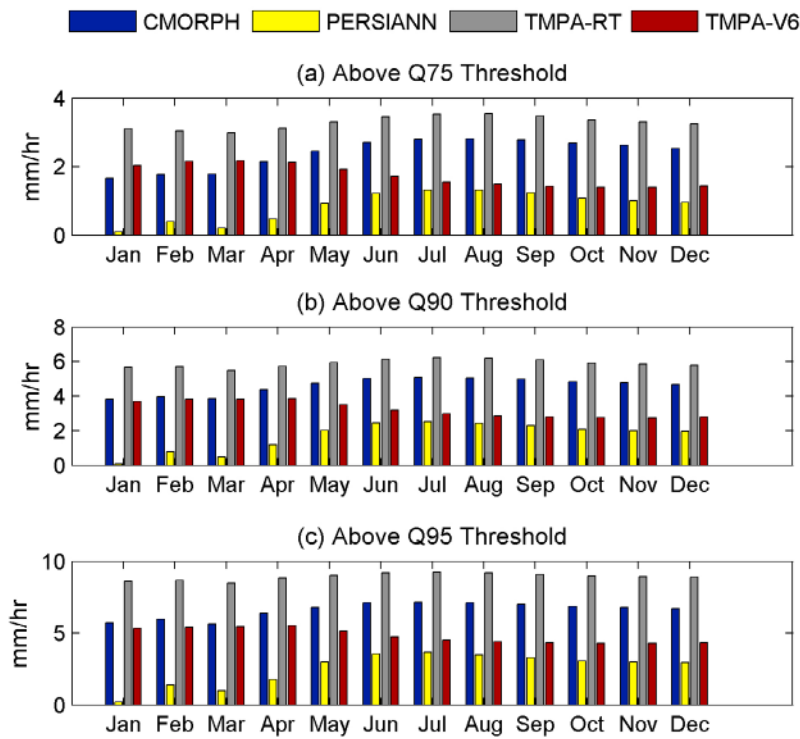 CMORPH PERSIANN TMPA-RT TMPA-V6
(a) Above Q75 Threshold
4
2
0
mm/hr
Jan Feb Mar Apr May Jun Jul Aug Sep Oct Nov Dec
(b) Above Q90 Threshold
8
6
4
2
0
mm/hr
Jan Feb Mar Apr May Jun Jul Aug Sep Oct Nov Dec
(c) Above Q95 Threshold
10
5
0
mm/hr
Jan Feb Mar Apr May Jun Jul Aug Sep Oct Nov Dec